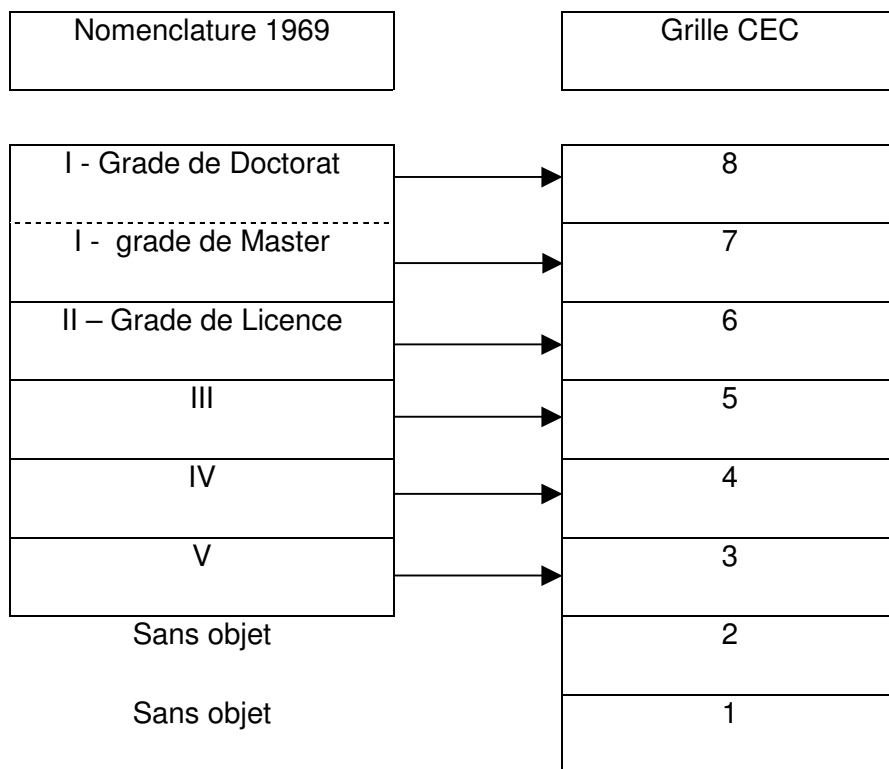 Nomenclature 1969
Grille CEC
I - Grade de Doctorat
8
I - grade de Master
7
II – Grade de Licence
6
III
5
IV
4
V
3
Sans objet
2
Sans objet
1